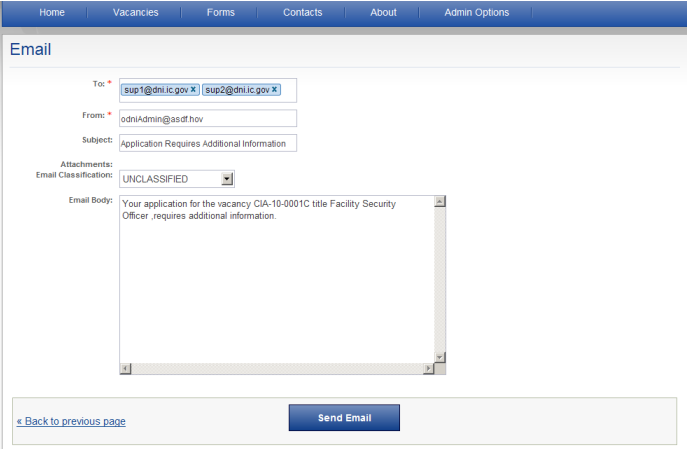 Home Vacancies Forms Contacts About Admin Options
Email
To: * sup1@dni.ic.gov x sup2@dni.ic.gov x
From: * odniAdmin@asdf.hov
Subject: Application Requires Additional Information
Attachments:
Email Classification: UNCLASSIFIED
Email Body: Your application for the vacancy CIA-10-0001C title Facility Security
Officer ,requires additional information.
« Back to previous page Send Email